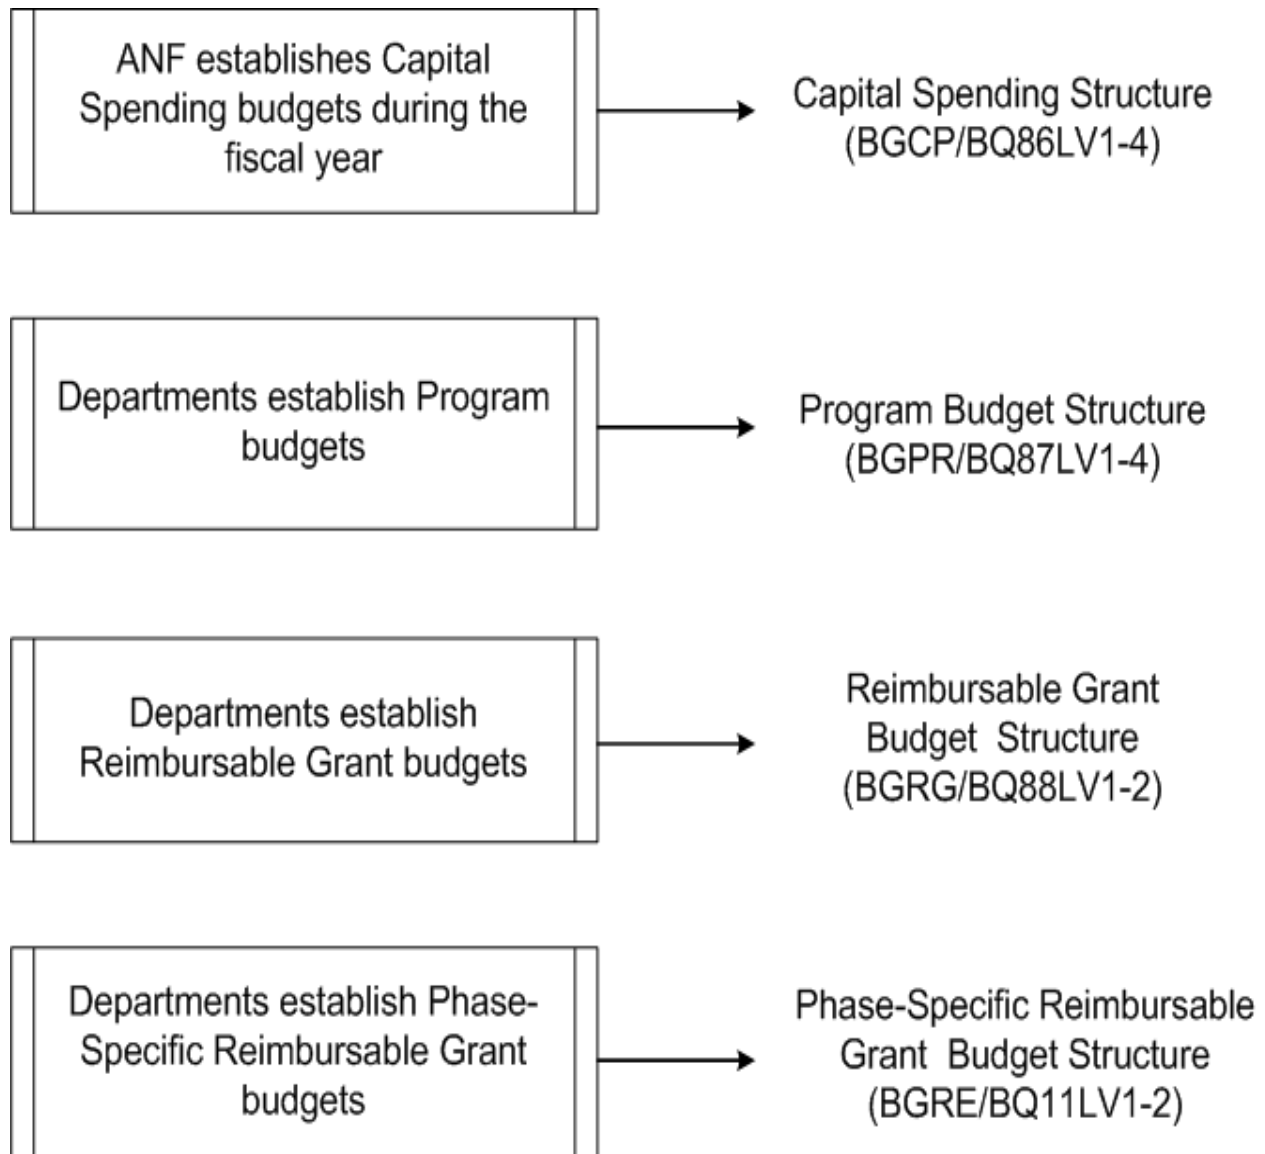 ANF establishes Capital
Spending budgets during the
fiscal year
Capital Spending Structure
(BGCP/BQ86LV1-4)
Departments establish Program
budgets
Program Budget Structure
(BGPR/BQ87LV1-4)
Departments establish
Reimbursable Grant budgets
Reimbursable Grant
Budget  Structure
(BGRG/BQ88LV1-2)
Departments establish Phase-
Specific Reimbursable Grant
budgets
Phase-Specific Reimbursable
Grant  Budget Structure
(BGRE/BQ11LV1-2)